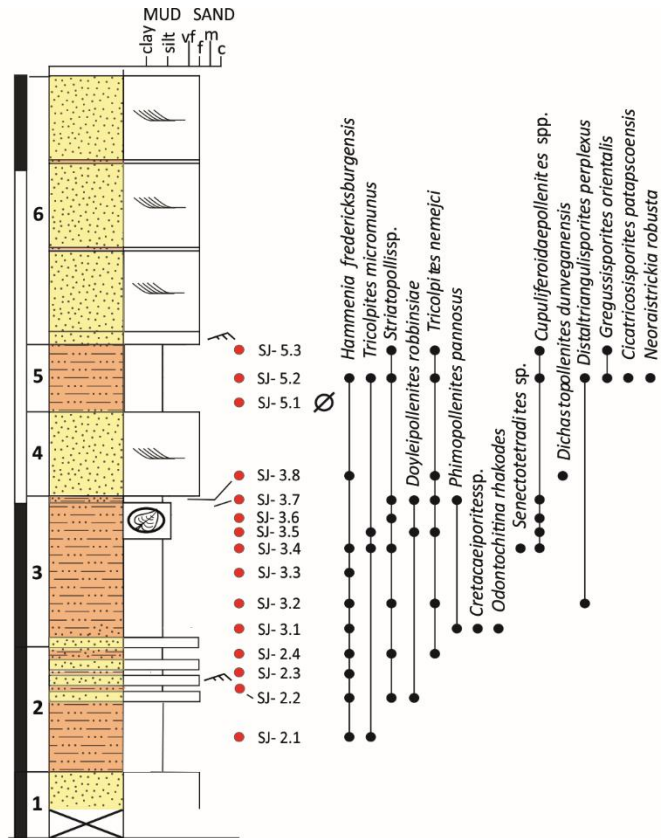 MUD SAND
clay
silt
vf
f
m
c
Hammenia fredericksburgensis
Tricolpites micromunus
Striatopollissp.
Doyleipollenites robbinsiae
Tricolpites nemejci
Phimopollenites pannosus
Cretacaeiporitessp.
Odontochitina rhakodes
Senectotetradites sp.
Cupuliferoidaepollenites spp.
Dichastopollenites dunveganensis
Distaltriangulisporites perplexus
Gregussisporites orientalis
Cicatricosisporites patapscoensis
Neoraistrickia robusta
6
5
4
3
2
1
SJ- 5.3
SJ- 5.2
SJ- 5.1
SJ- 3.8
SJ- 3.7
SJ- 3.6
SJ- 3.5
SJ- 3.4
SJ- 3.3
SJ- 3.2
SJ- 3.1
SJ- 2.4
SJ- 2.3
SJ- 2.2
SJ- 2.1